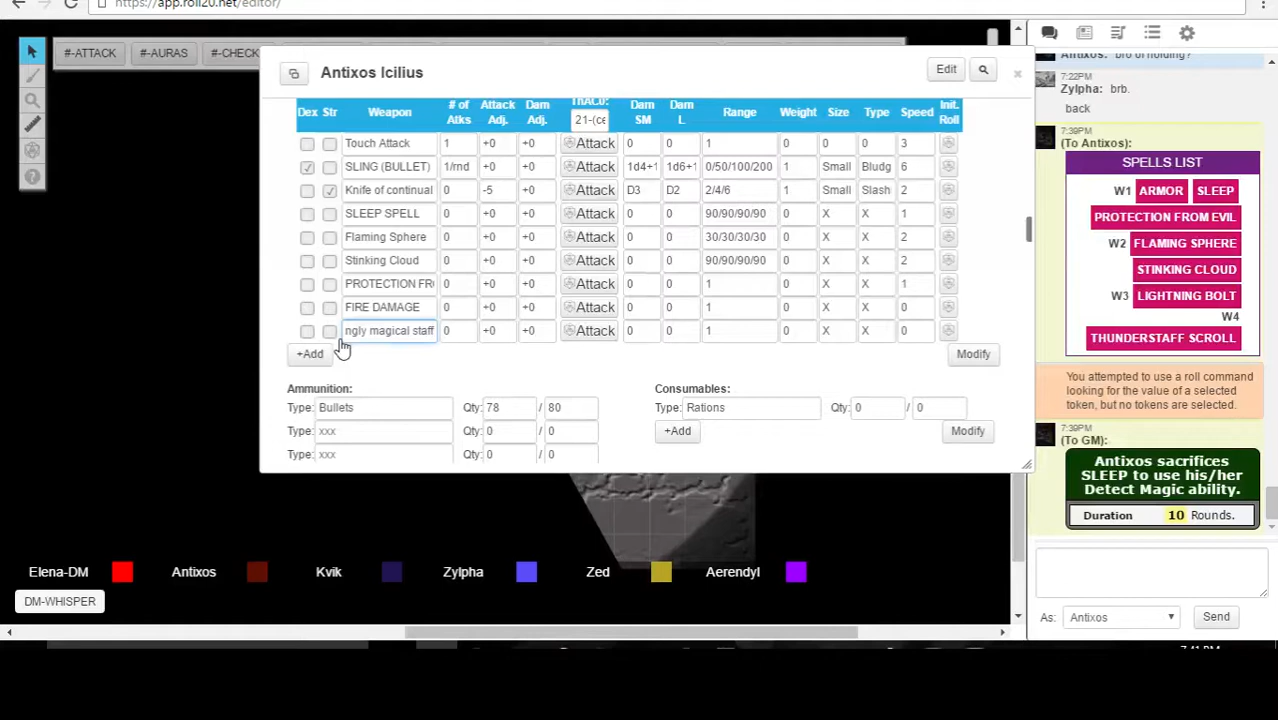 https://app.roll20.net/editor/
#-ATTACK
#-AURAS
#-CHECK
Antixos Icilius
Edit
Dex Str Weapon # of Atks Attack Adj. Dam Adj. THAC0: 21-(ce Dam SM Dam L Range Weight Size Type Speed Init. Roll
Touch Attack 1 +0 +0 Attack 0 0 1 0 0 0 3
SLING (BULLET) 1/rnd +0 +0 Attack 1d4+1 1d6+1 0/50/100/200 1 Small Bludg 6
Knife of continual 0 -5 +0 Attack D3 D2 2/4/6 1 Small Slash 2
SLEEP SPELL 0 +0 +0 Attack 0 0 90/90/90/90 0 X X 1
Flaming Sphere 0 +0 +0 Attack 0 0 30/30/30/30 0 X X 2
Stinking Cloud 0 +0 +0 Attack 0 0 90/90/90/90 0 X X 2
PROTECTION FR 0 +0 +0 Attack 0 0 1 0 X X 1
FIRE DAMAGE 0 +0 +0 Attack 0 0 1 0 X X 0
ngly magical staff 0 +0 +0 Attack 0 0 1 0 X X 0
+Add
Modify
Ammunition:
Type: Bullets Qty: 78 / 80
Type: xxx Qty: 0 / 0
Type: xxx Qty: 0 / 0
Consumables:
Type: Rations Qty: 0 / 0
+Add
Modify
Elena-DM
Antixos
Kvik
Zylpha
Zed
Aerendyl
DM-WHISPER
Antixos: bro of holding?
7:22PM
Zylpha: brb.
back
7:39PM
(To Antixos):
SPELLS LIST
W1 ARMOR SLEEP
PROTECTION FROM EVIL
W2 FLAMING SPHERE
STINKING CLOUD
W3 LIGHTNING BOLT
W4
THUNDERSTAFF SCROLL
You attempted to use a roll command
looking for the value of a selected
token, but no tokens are selected.
7:39PM
(To GM):
Antixos sacrifices
SLEEP to use his/her
Detect Magic ability.
Duration 10 Rounds.
As: Antixos
Send
7:41 PM